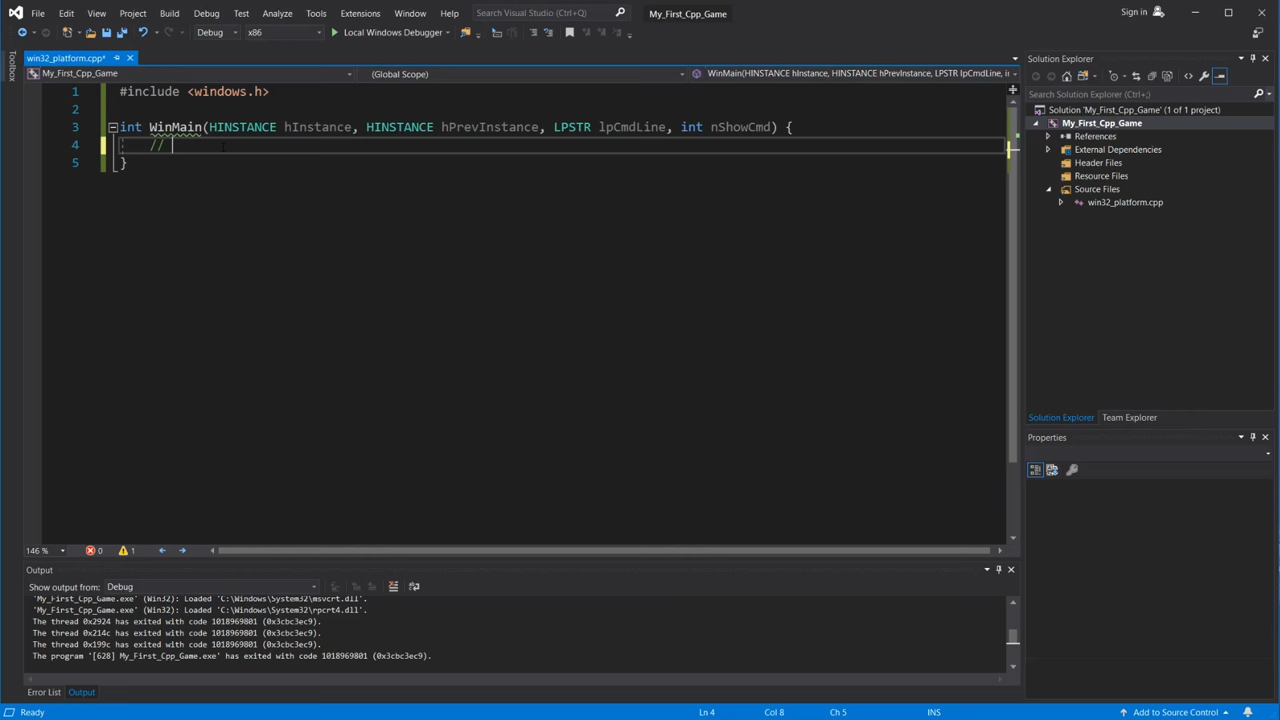 File Edit View Project Build Debug Test Analyze Tools Extensions Window Help Search Visual Studio (Ctrl+Q) My_First_Cpp_Game Sign in
Debug x86 Local Windows Debugger
Toolbox
win32_platform.cpp*
My_First_Cpp_Game (Global Scope) WinMain(HINSTANCE hInstance, HINSTANCE hPrevInstance, LPSTR lpCmdLine, in
1 #include <windows.h>
2
3 int WinMain(HINSTANCE hInstance, HINSTANCE hPrevInstance, LPSTR lpCmdLine, int nShowCmd) {
4 //
5 }
146 % 0 1
Output
Show output from: Debug
'My_First_Cpp_Game.exe' (Win32): Loaded 'C:\Windows\System32\msvcrt.dll'.
'My_First_Cpp_Game.exe' (Win32): Loaded 'C:\Windows\System32\rpcrt4.dll'.
The thread 0x2924 has exited with code 1018969801 (0x3cbc3ec9).
The thread 0x214c has exited with code 1018969801 (0x3cbc3ec9).
The thread 0x199c has exited with code 1018969801 (0x3cbc3ec9).
The program '[628] My_First_Cpp_Game.exe' has exited with code 1018969801 (0x3cbc3ec9).
Error List Output
Solution Explorer
Search Solution Explorer (Ctrl+;)
Solution 'My_First_Cpp_Game' (1 of 1 project)
My_First_Cpp_Game
References
External Dependencies
Header Files
Resource Files
Source Files
win32_platform.cpp
Solution Explorer Team Explorer
Properties
Ready Ln 4 Col 8 Ch 5 INS Add to Source Control